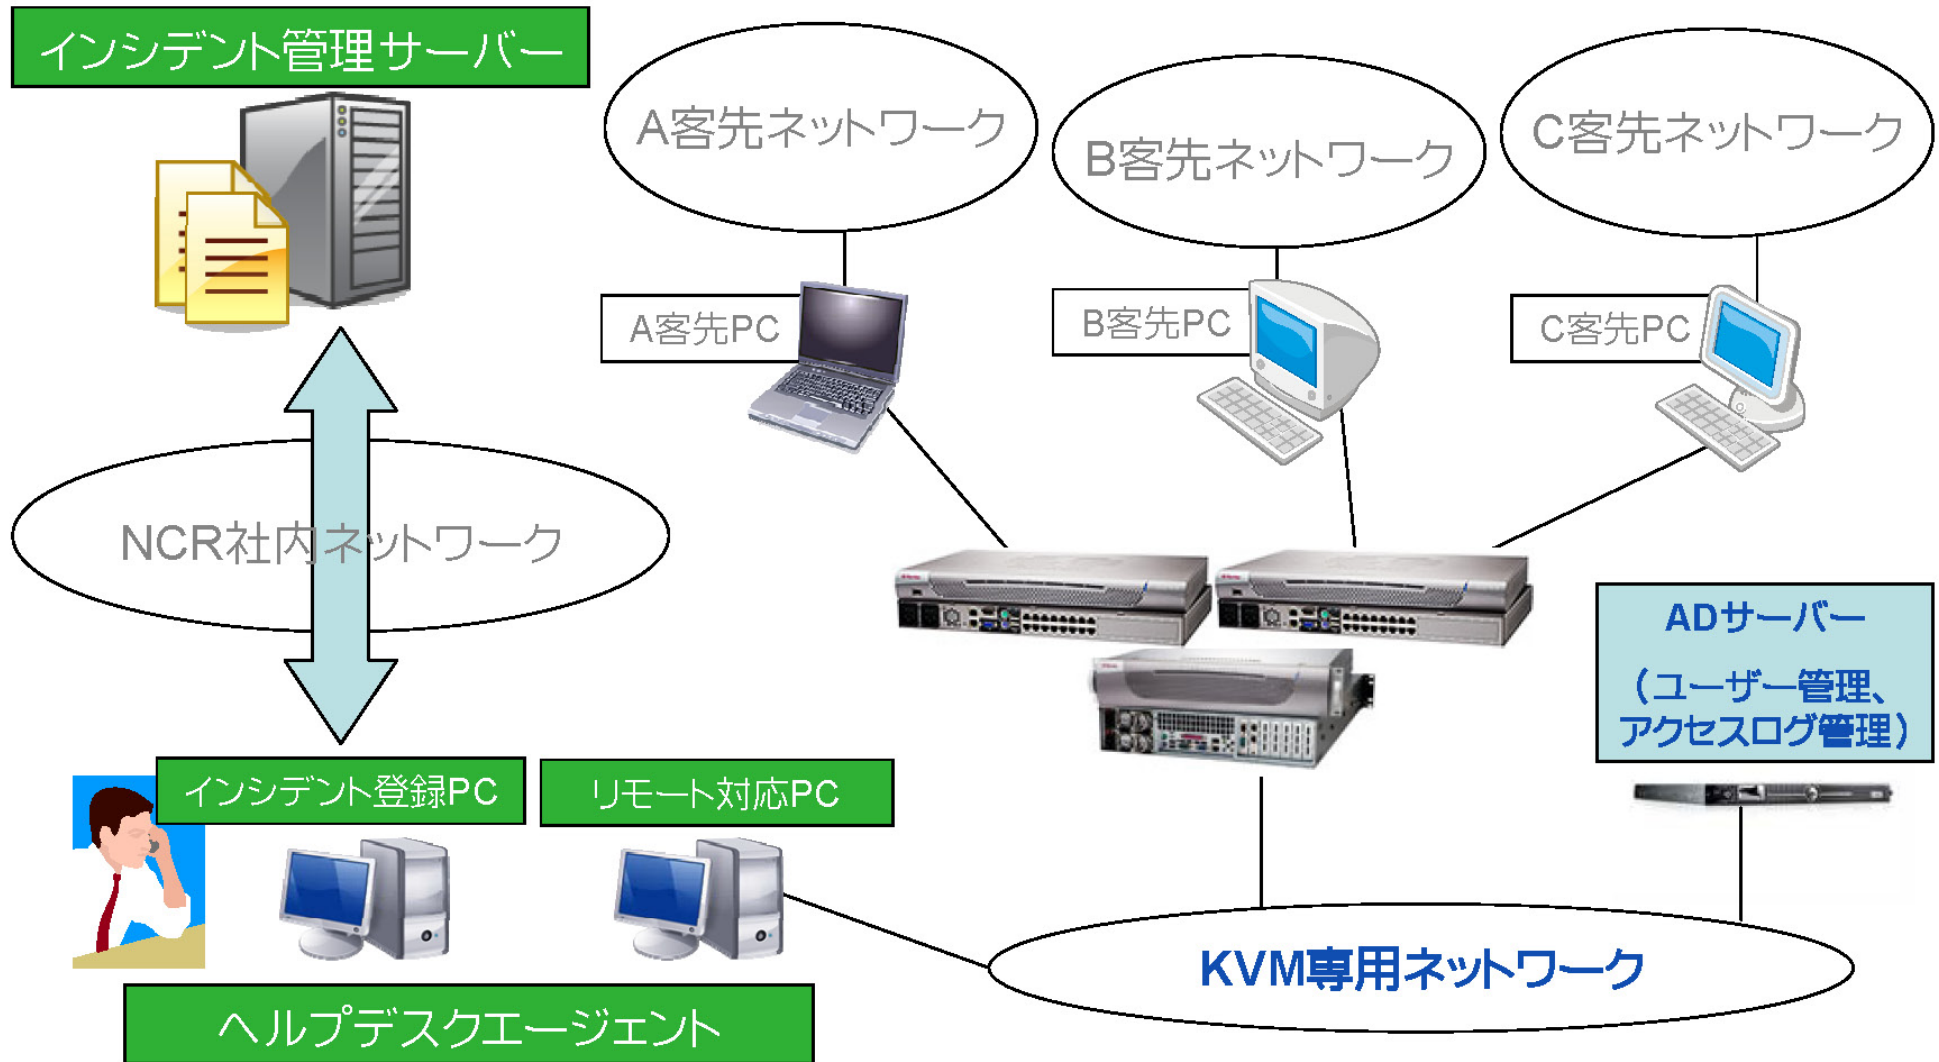 インシデント管理サーバー
A客先ネットワーク
B客先ネットワーク
C客先ネットワーク
A客先PC
B客先PC
C客先PC
NCR社内ネットワーク
ADサーバー
(ユーザー管理、
アクセスログ管理)
インシデント登録PC
リモート対応PC
KVM専用ネットワーク
ヘルプデスクエージェント